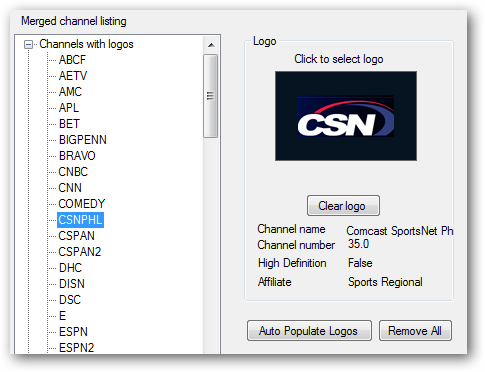 Merged channel listing
Channels with logos
ABCF
AETV
AMC
APL
BET
BIGPENN
BRAVO
CNBC
CNN
COMEDY
CSNPHL
CSPAN
CSPAN2
DHC
DISN
DSC
E
ESPN
ESPN2
Logo
Click to select logo
CSN
Clear logo
Channel name Comcast SportsNet Ph
Channel number 35.0
High Definition False
Affiliate Sports Regional
Auto Populate Logos Remove All